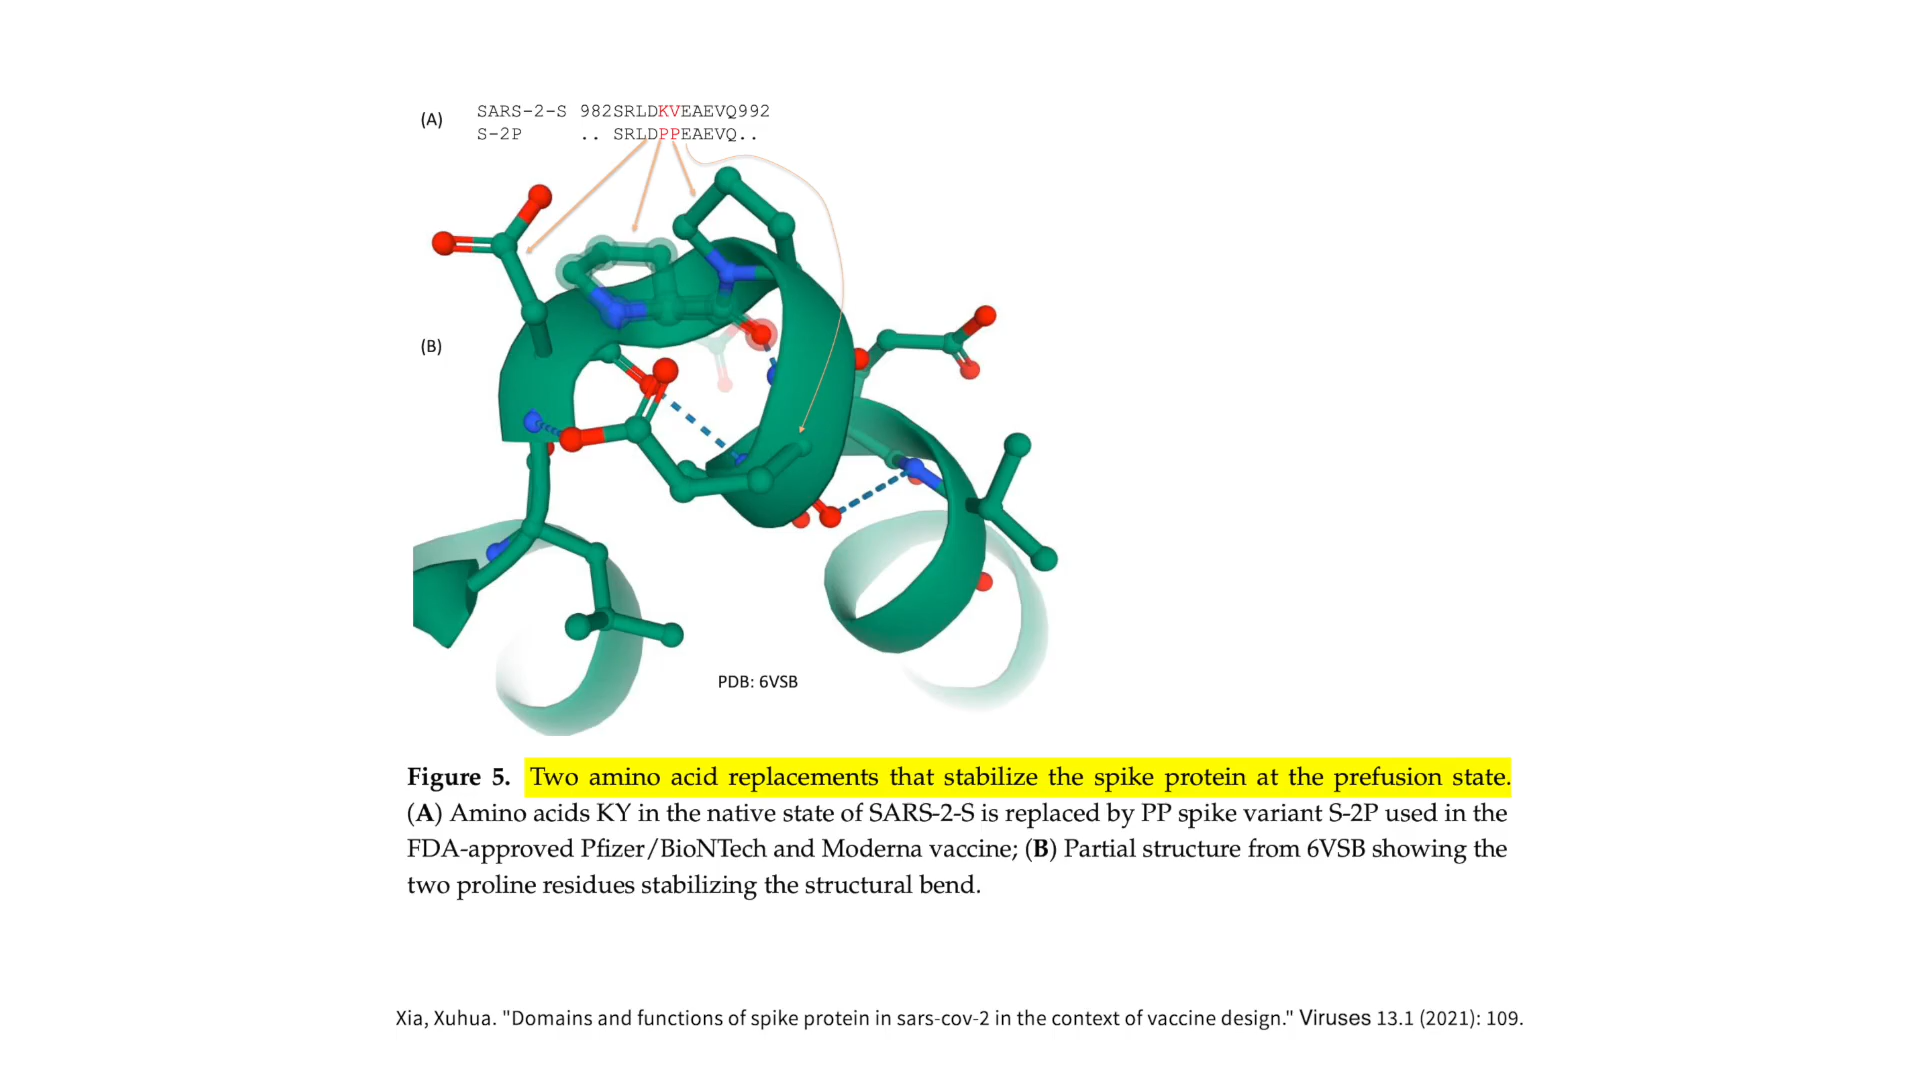 (A) SARS-2-S 982SRLDKVEAEVQ992
S-2P .. SRLDPPEAEVQ..
(B)
PDB: 6VSB
Figure 5. Two amino acid replacements that stabilize the spike protein at the prefusion state.
(A) Amino acids KY in the native state of SARS-2-S is replaced by PP spike variant S-2P used in the
FDA-approved Pfizer/BioNTech and Moderna vaccine; (B) Partial structure from 6VSB showing the
two proline residues stabilizing the structural bend.
Xia, Xuhua. "Domains and functions of spike protein in sars-cov-2 in the context of vaccine design." Viruses 13.1 (2021): 109.